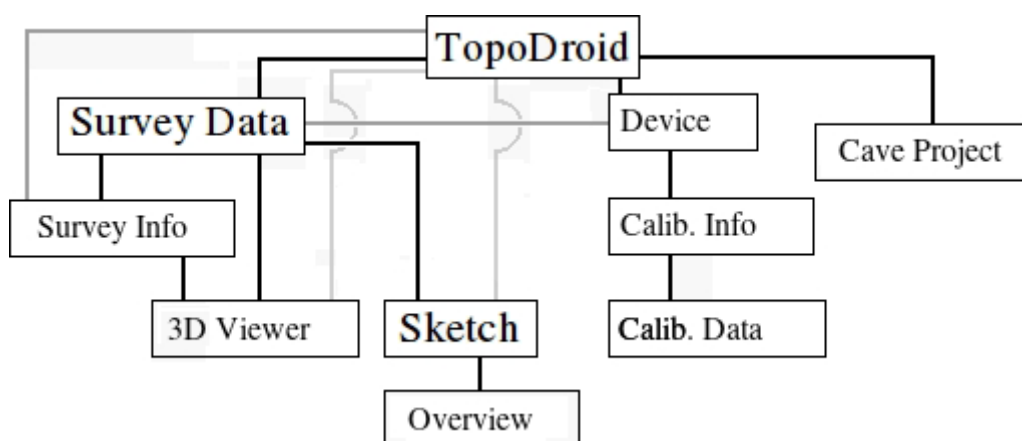 TopoDroid
Survey Data
Device
Cave Project
Survey Info
Calib. Info
3D Viewer
Sketch
Calib. Data
Overview